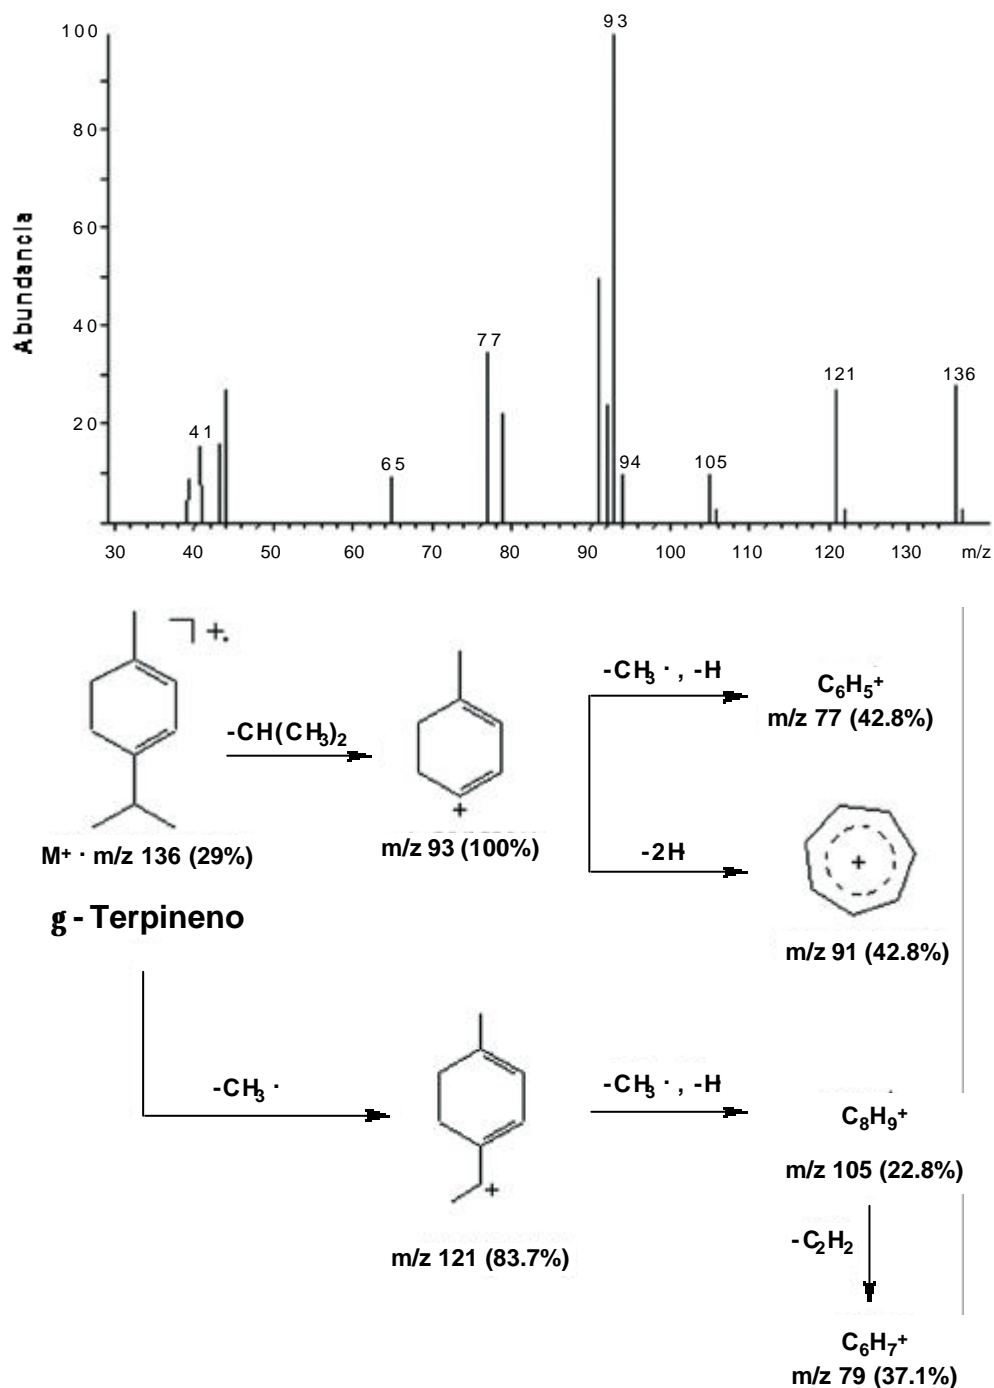 93
100
80
60
40
20
Abundancia
77
136
121
41
65
94
105
30 40 50 60 70 80 90 100 110 120 130 m/z
+.
-CH(CH₃)₂
-CH₃ · , -H
C₆H₅⁺
m/z 77 (42.8%)
+
M⁺ · m/z 136 (29%)
m/z 93 (100%)
-2H
+
m/z 91 (42.8%)
g - Terpineno
-CH₃ ·
-CH₃ · , -H
C₈H₉⁺
m/z 105 (22.8%)
+
m/z 121 (83.7%)
-C₂H₂
C₆H₇⁺
m/z 79 (37.1%)